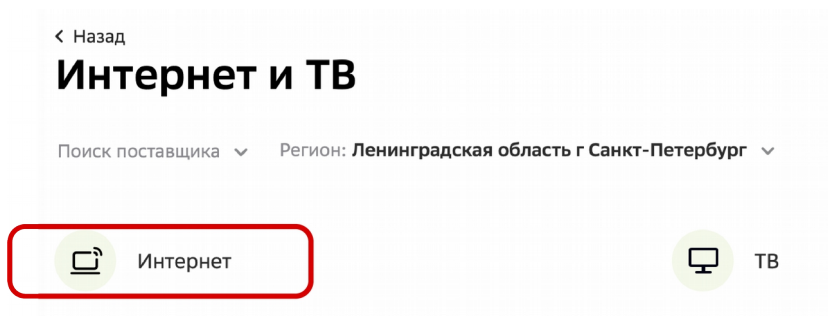 Назад
Интернет и ТВ
Поиск поставщика Регион: Ленинградская область г Санкт-Петербург
Интернет ТВ